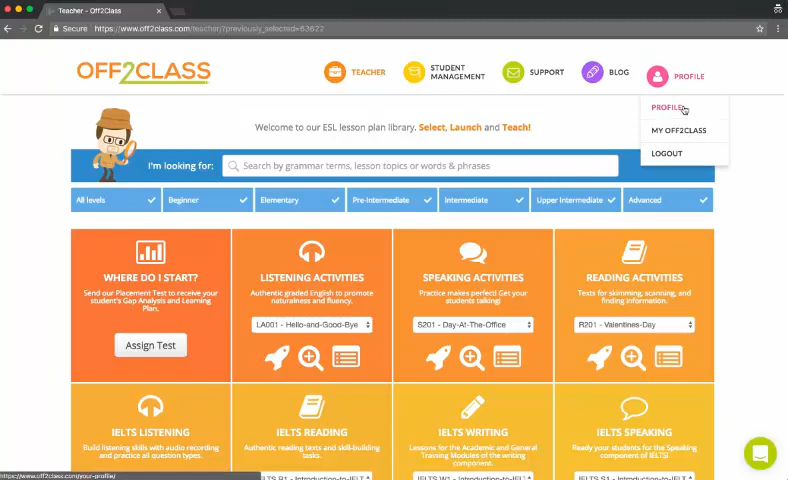 Teacher - Off2Class
Secure
https://www.off2class.com/teacher/?previously_selected=63622
OFF2CLASS
TEACHER
STUDENT
MANAGEMENT
SUPPORT
BLOG
PROFILE
PROFILE
MY OFF2CLASS
LOGOUT
Welcome to our ESL lesson plan library. Select, Launch and Teach!
I'm looking for:
Search by grammar terms, lesson topics or words & phrases
All levels
Beginner
Elementary
Pre-Intermediate
Intermediate
Upper Intermediate
Advanced
WHERE DO I START?
Send our Placement Test to receive your
student's Gap Analysis and Learning
Plan.
Assign Test
LISTENING ACTIVITIES
Authentic graded English to promote
naturalness and fluency.
LA001 - Hello-and-Good-Bye
SPEAKING ACTIVITIES
Practice makes perfect! Get your
students talking!
S201 - Day-At-The-Office
READING ACTIVITIES
Texts for skimming, scanning, and
finding information.
R201 - Valentines-Day
IELTS LISTENING
Build listening skills with audio recording
and practice all question types.
IELTS READING
Authentic reading texts and skill-building
tasks.
IELTS WRITING
Lessons for the Academic and General
Training Modules of the writing
component.
IELTS SPEAKING
Ready your students for the Speaking
component of IELTS!
https://www.off2class.com/your-profile/